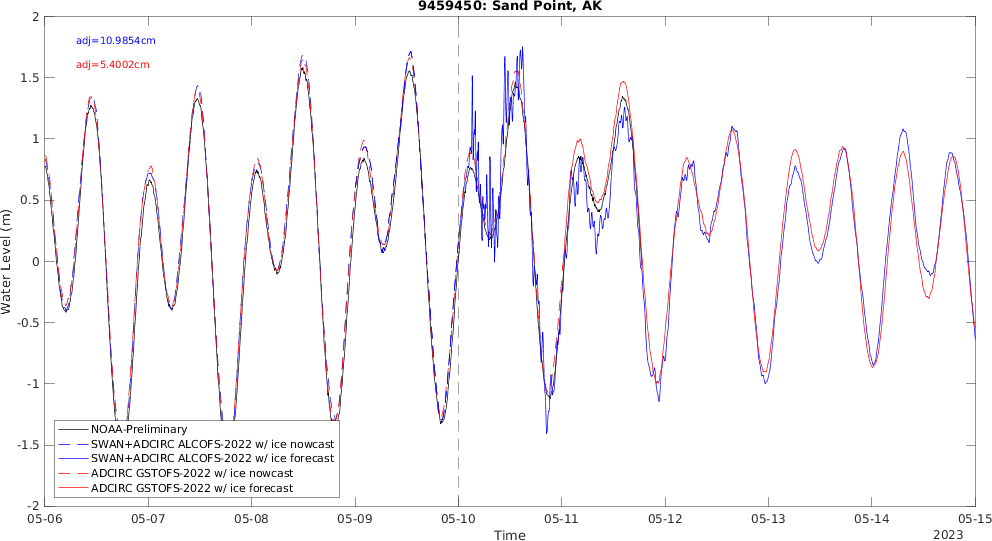 9459450: Sand Point, AK
adj=10.9854cm
adj=5.4002cm
Water Level (m)
2
1.5
1
0.5
0
-0.5
-1
-1.5
-2
NOAA-Preliminary
SWAN+ADCIRC ALCOFS-2022 w/ ice nowcast
SWAN+ADCIRC ALCOFS-2022 w/ ice forecast
ADCIRC GSTOFS-2022 w/ ice nowcast
ADCIRC GSTOFS-2022 w/ ice forecast
05-06 05-07 05-08 05-09 05-10 05-11 05-12 05-13 05-14 05-15
Time
2023